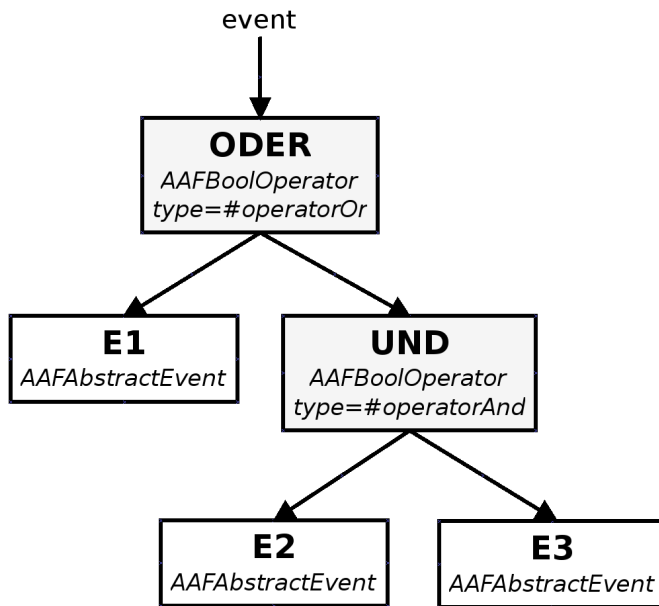 event
ODER
AAFBoolOperator
type=#operatorOr
E1
AAFAbstractEvent
UND
AAFBoolOperator
type=#operatorAnd
E2
AAFAbstractEvent
E3
AAFAbstractEvent